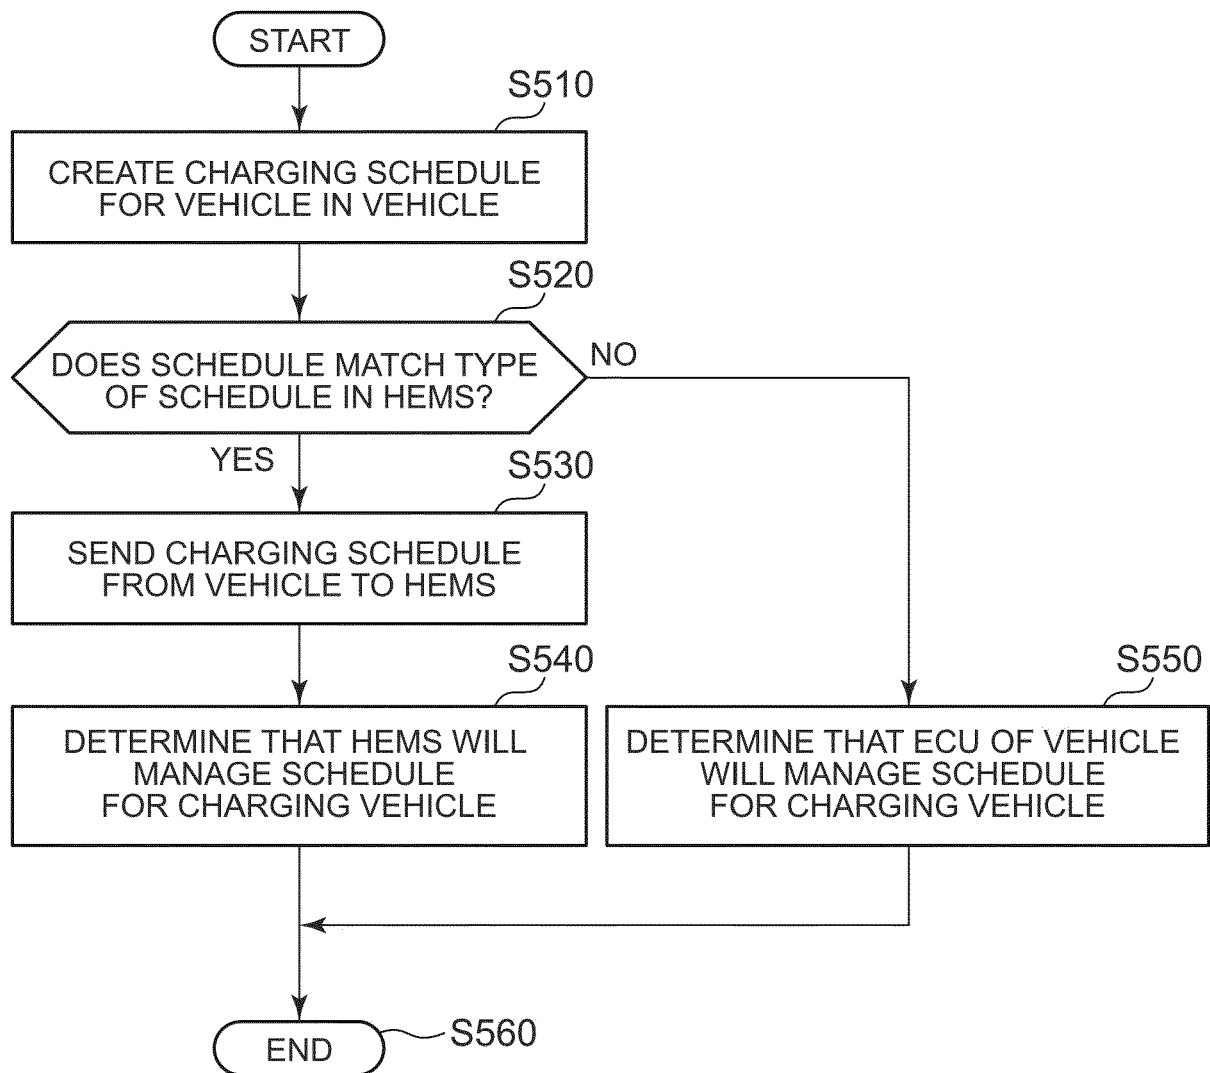 START
S510
CREATE CHARGING SCHEDULE
FOR VEHICLE IN VEHICLE
S520
DOES SCHEDULE MATCH TYPE
OF SCHEDULE IN HEMS?
NO
YES
S530
SEND CHARGING SCHEDULE
FROM VEHICLE TO HEMS
S540
DETERMINE THAT HEMS WILL
MANAGE SCHEDULE
FOR CHARGING VEHICLE
S550
DETERMINE THAT ECU OF VEHICLE
WILL MANAGE SCHEDULE
FOR CHARGING VEHICLE
END
S560